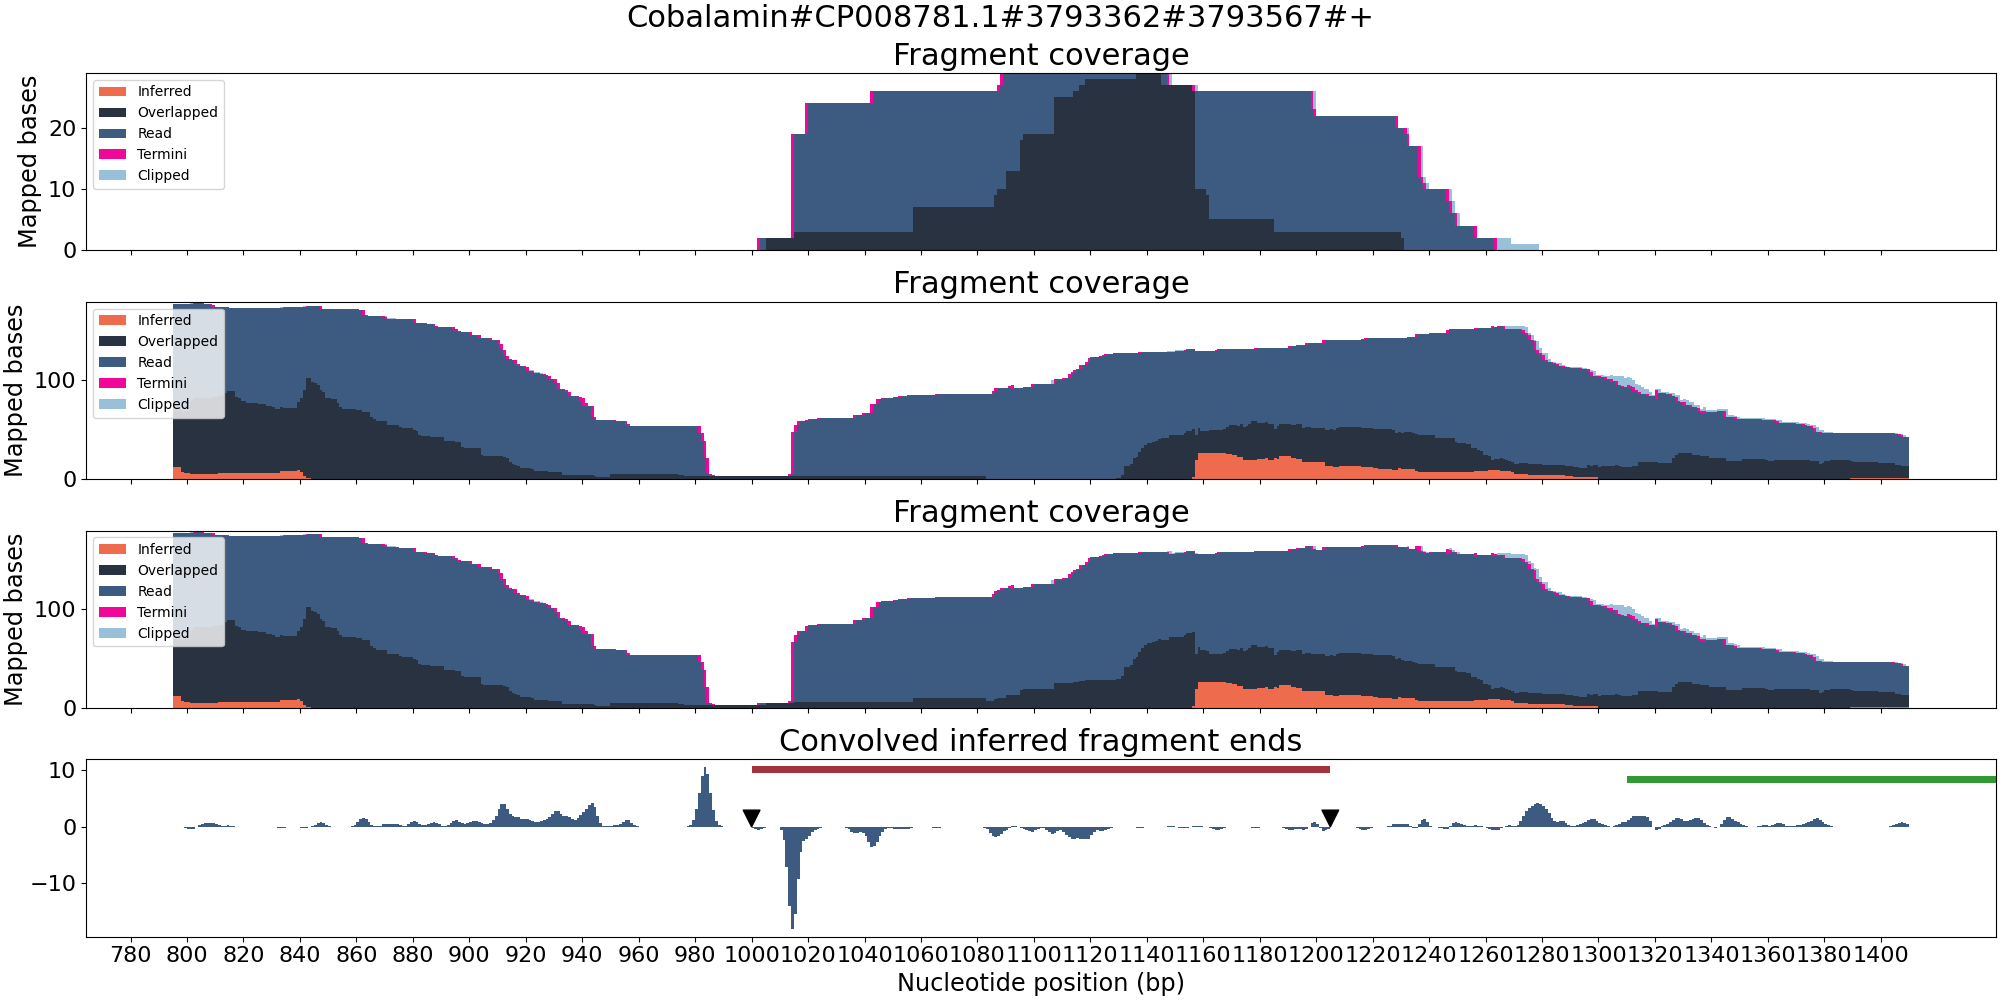 Cobalamin#CP008781.1#3793362#3793567#+
Fragment coverage
Mapped bases
20
10
0
Inferred
Overlapped
Read
Termini
Clipped
Fragment coverage
Mapped bases
100
0
Inferred
Overlapped
Read
Termini
Clipped
Fragment coverage
Mapped bases
100
0
Inferred
Overlapped
Read
Termini
Clipped
Convolved inferred fragment ends
10
0
−10
780 800 820 840 860 880 900 920 940 960 980 1000 1020 1040 1060 1080 1100 1120 1140 1160 1180 1200 1220 1240 1260 1280 1300 1320 1340 1360 1380 1400
Nucleotide position (bp)